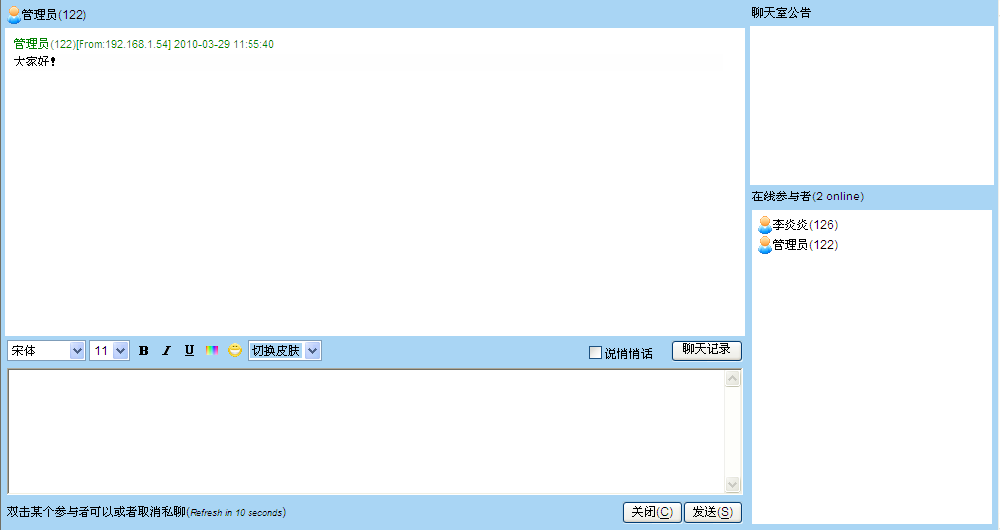 管理员(122)
管理员(122)[From:192.168.1.54] 2010-03-29 11:55:40
大家好!
宋体 11 B I U 切换皮肤 说悄悄话 聊天记录
双击某个参与者可以或者取消私聊(Refresh in 10 seconds) 关闭(C) 发送(S)
聊天室公告
在线参与者(2 online)
李炎炎(126)
管理员(122)